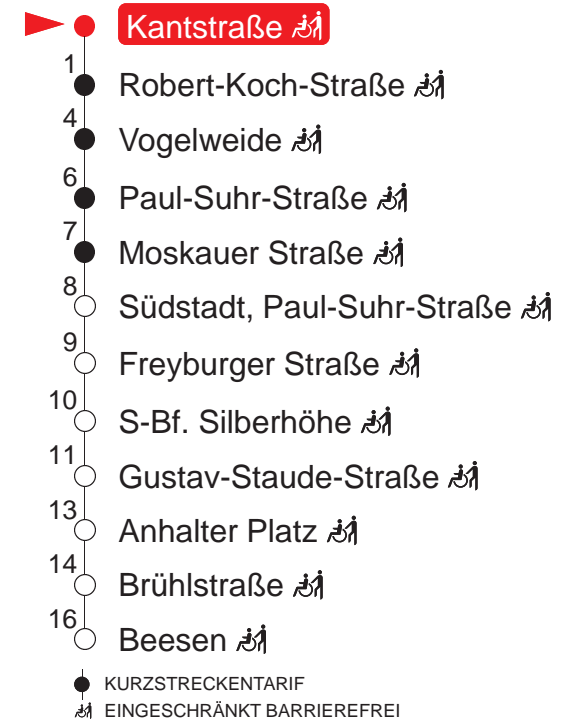 Kantstraße
1
Robert-Koch-Straße
4
Vogelweide
6
Paul-Suhr-Straße
7
Moskauer Straße
8
Südstadt, Paul-Suhr-Straße
9
Freyburger Straße
10
S-Bf. Silberhöhe
11
Gustav-Staude-Straße
13
Anhalter Platz
14
Brühlstraße
16
Beesen
KURZSTRECKENTARIF
EINGESCHRÄNKT BARRIEREFREI